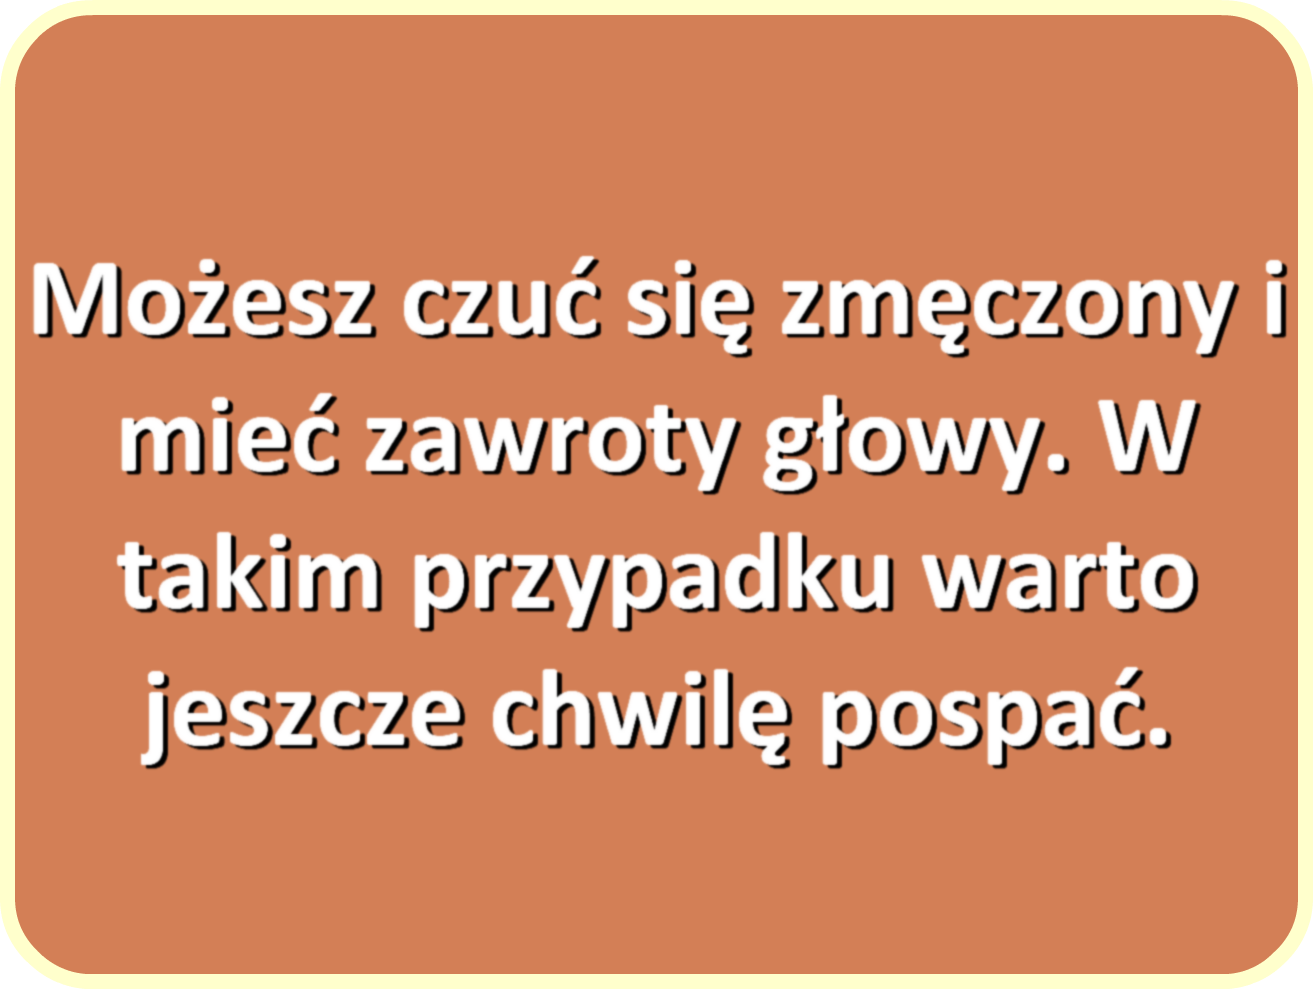 Możesz czuć się zmęczony i
mieć zawroty głowy. W
takim przypadku warto
jeszcze chwilę pospać.